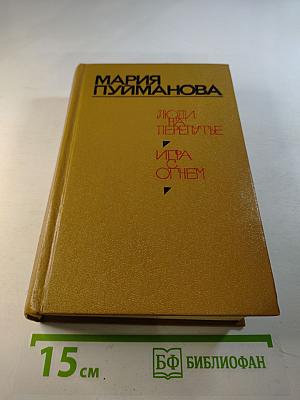 МАРИЯ
ПУЙМАНОВА
ЛЮДИ
НА
ПЕРЕПУТЬЕ
ИГРА
С
ОГНЕМ
15 см
БФ БИБЛИОФАН